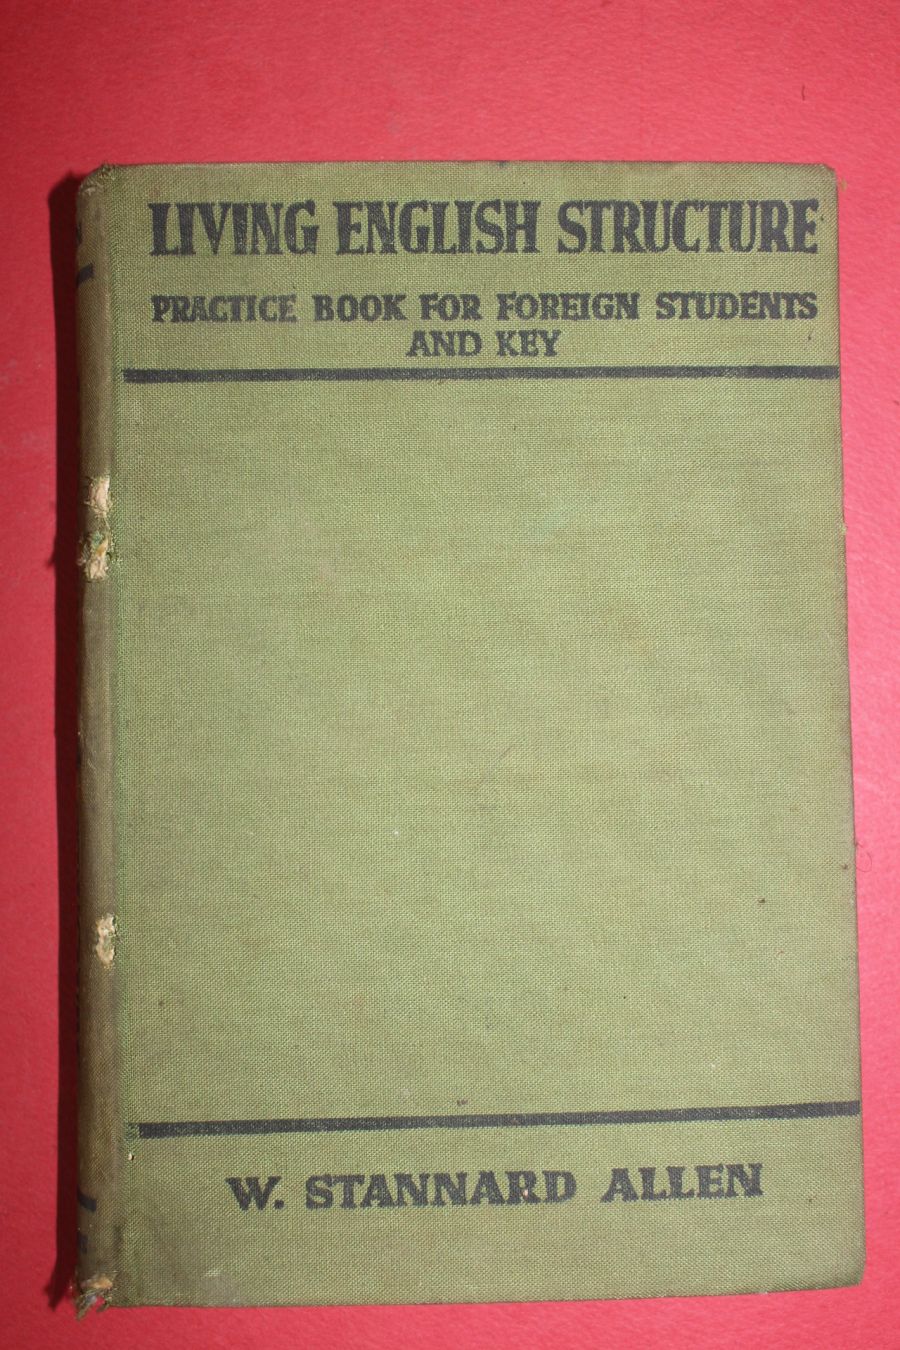 LIVING ENGLISH STRUCTURE
PRACTICE BOOK FOR FOREIGN STUDENTS
AND KEY
W. STANNARD ALLEN